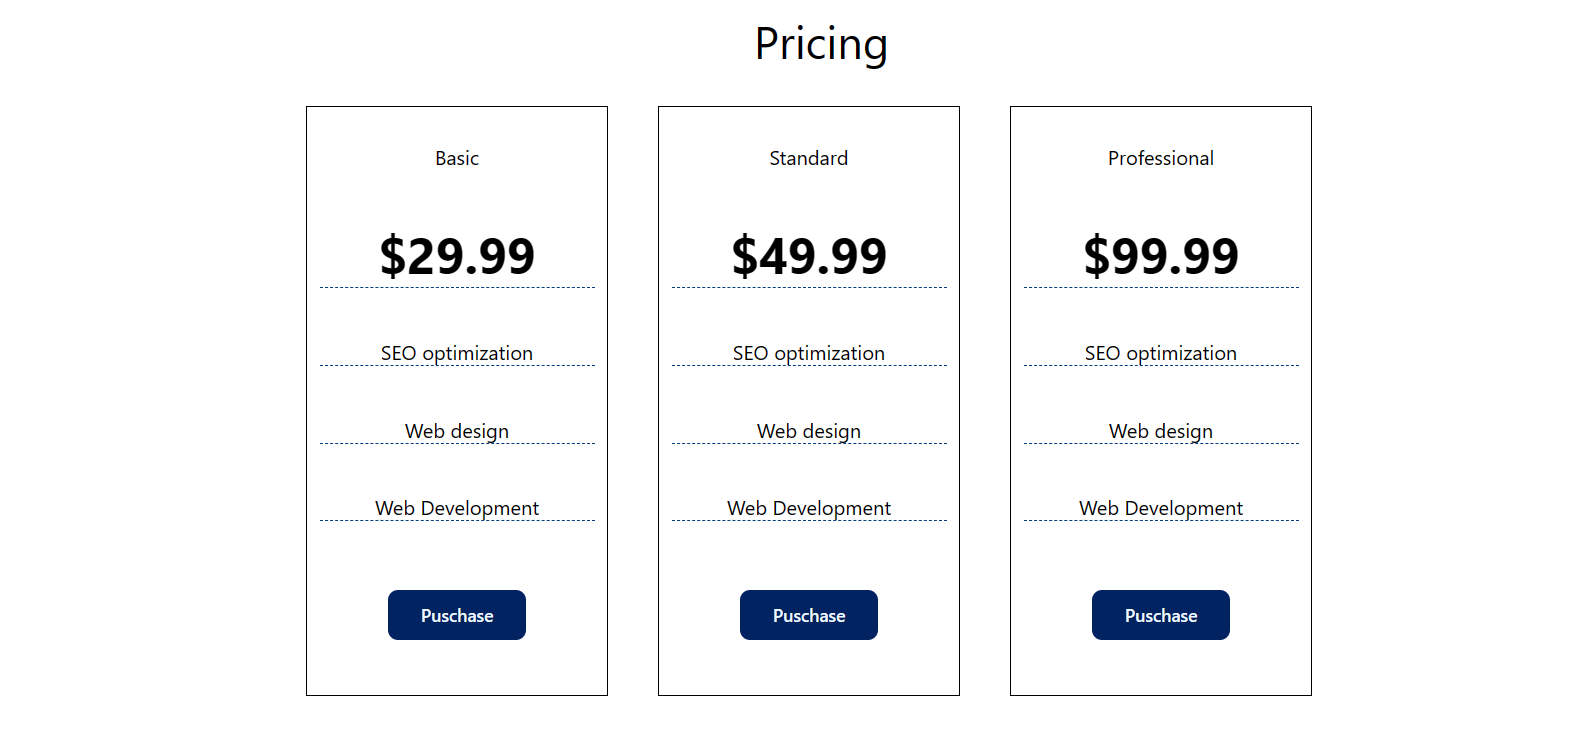 Pricing
Basic
$29.99
SEO optimization
Web design
Web Development
Puschase
Standard
$49.99
SEO optimization
Web design
Web Development
Puschase
Professional
$99.99
SEO optimization
Web design
Web Development
Puschase